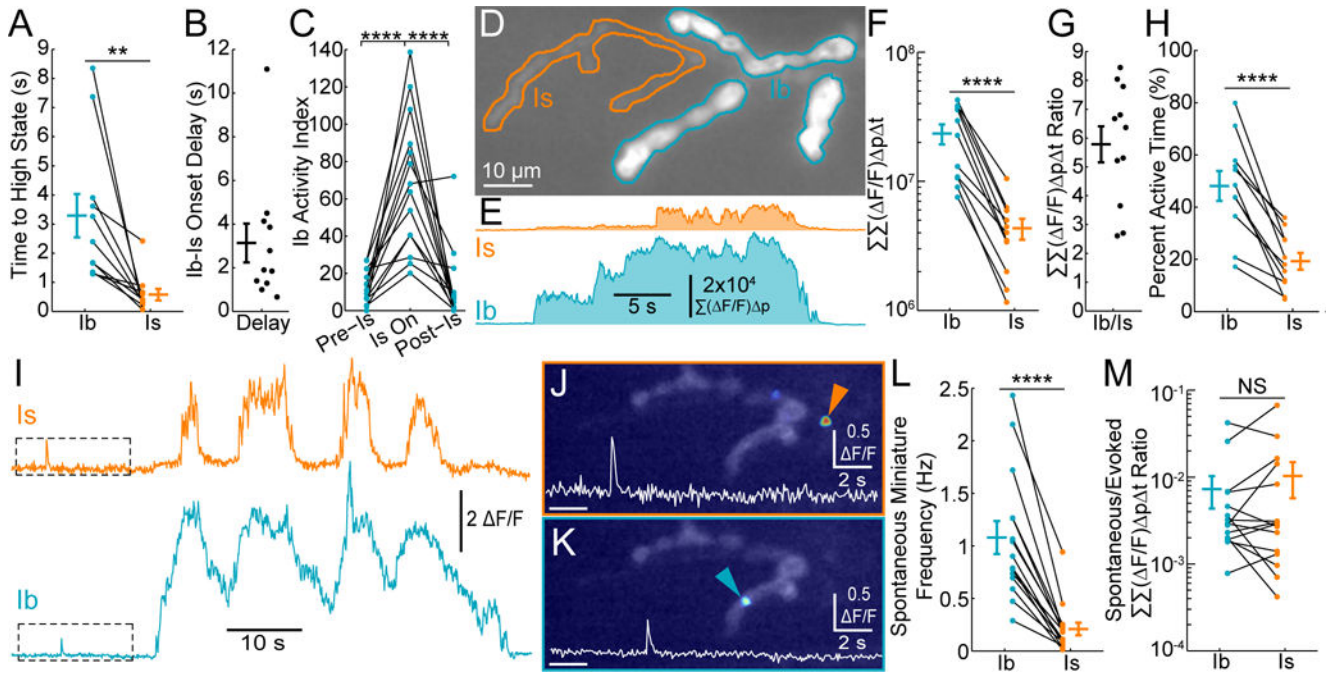 A
Time to High State (s)
9
8
7
6
5
4
3
2
1
0
**
Ib
Is
B
Ib-Is Onset Delay (s)
12
10
8
6
4
2
0
Delay
C
Ib Activity Index
140
120
100
80
60
40
20
0
**** ****
Pre-Is
Is On
Post-Is
D
Is
Ib
10 µm
E
Is
Ib
5 s
2x10⁴
∑(ΔF/F)Δp
F
∑∑(ΔF/F)ΔpΔt
10⁸
10⁷
10⁶
****
Ib
Is
G
∑∑(ΔF/F)ΔpΔt Ratio
9
8
7
6
5
4
3
2
1
0
Ib/Is
H
Percent Active Time (%)
100
80
60
40
20
0
****
Ib
Is
I
Is
Ib
2 ΔF/F
10 s
J
0.5
ΔF/F
2 s
K
0.5
ΔF/F
2 s
L
Spontaneous Miniature
Frequency (Hz)
2.5
2
1.5
1
0.5
0
****
Ib
Is
M
Spontaneous/Evoked
∑∑(ΔF/F)ΔpΔt Ratio
10⁻¹
10⁻²
10⁻³
10⁻⁴
NS
Ib
Is